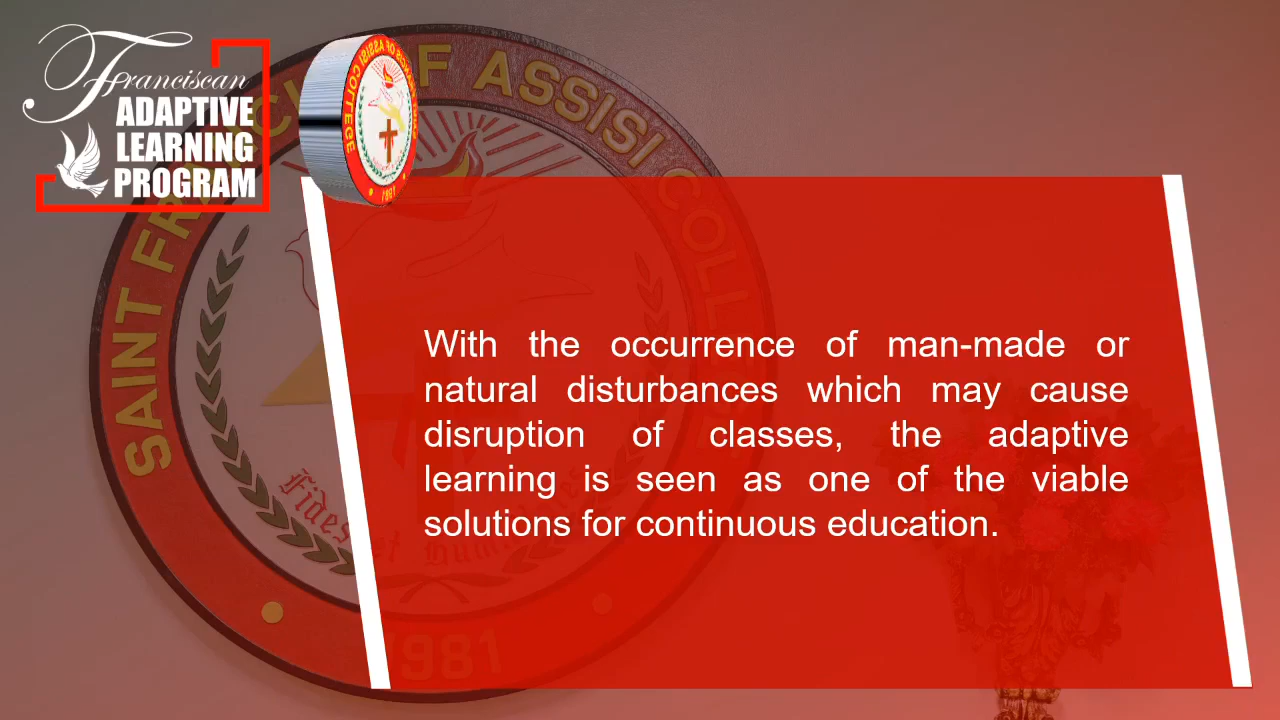 Franciscan
ADAPTIVE
LEARNING
PROGRAM
SAINT FRANCIS OF ASSISI COLLEGE
1981
With the occurrence of man-made or
natural disturbances which may cause
disruption of classes, the adaptive
learning is seen as one of the viable
solutions for continuous education.